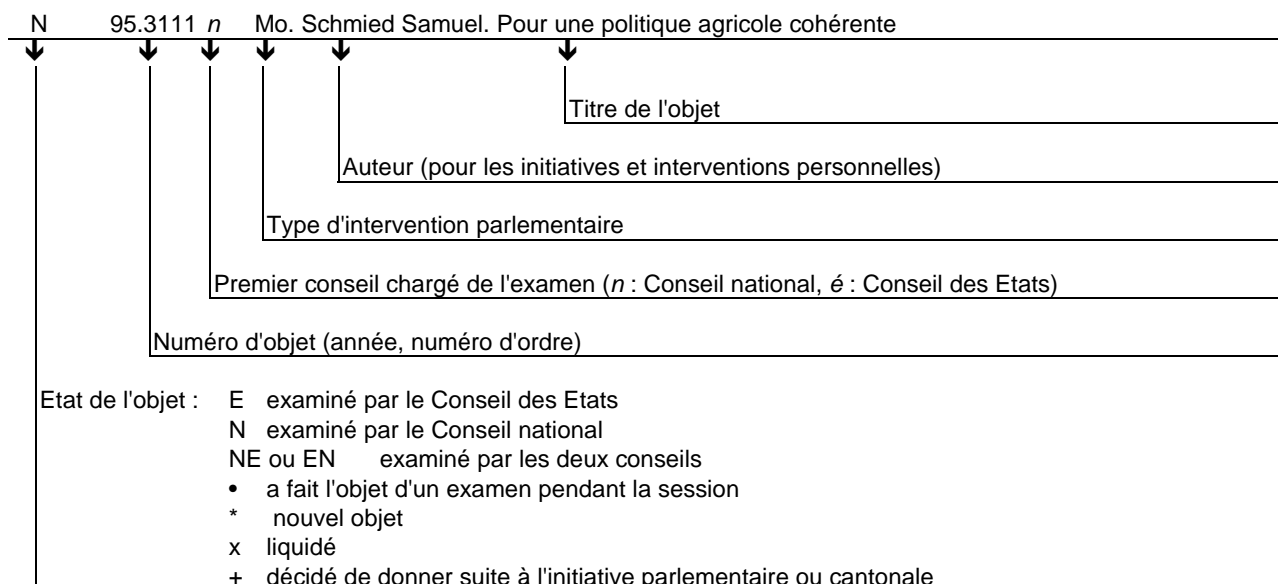 N 95.3111 n Mo. Schmied Samuel. Pour une politique agricole cohérente
Titre de l'objet
Auteur (pour les initiatives et interventions personnelles)
Type d'intervention parlementaire
Premier conseil chargé de l'examen (n : Conseil national, é : Conseil des Etats)
Numéro d'objet (année, numéro d'ordre)
Etat de l'objet : E examiné par le Conseil des Etats
N examiné par le Conseil national
NE ou EN examiné par les deux conseils
• a fait l'objet d'un examen pendant la session
* nouvel objet
x liquidé
+ décidé de donner suite à l'initiative parlementaire ou cantonale